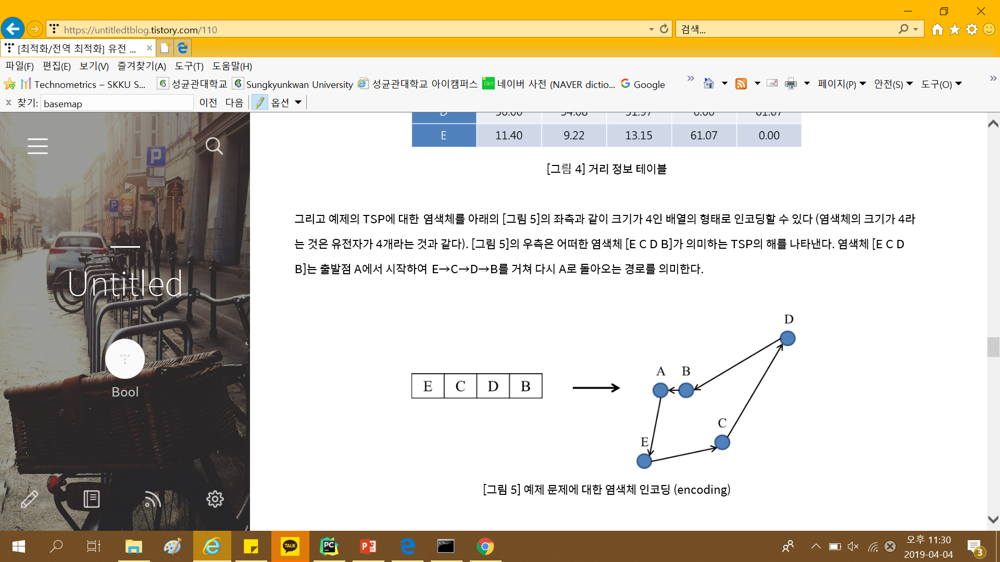 https://untitledtblog.tistory.com/110
검색...
[최적화/전역 최적화] 유전 ...
파일(F) 편집(E) 보기(V) 즐겨찾기(A) 도구(T) 도움말(H)
Technometrics – SKKU S... 성균관대학교 Sungkyunkwan University 성균관대학교 아이캠퍼스 Dict 네이버 사전 (NAVER dictio... Google 페이지(P) 안전(S) 도구(O)
찾기: basemap 이전 다음 옵션
D 50.00 54.08 51.97 0.00 61.07
E 11.40 9.22 13.15 61.07 0.00
[그림 4] 거리 정보 테이블
그리고 예제의 TSP에 대한 염색체를 아래의 [그림 5]의 좌측과 같이 크기가 4인 배열의 형태로 인코딩할 수 있다 (염색체의 크기가 4라
는 것은 유전자가 4개라는 것과 같다). [그림 5]의 우측은 어떠한 염색체 [E C D B]가 의미하는 TSP의 해를 나타낸다. 염색체 [E C D
B]는 출발점 A에서 시작하여 E→C→D→B를 거쳐 다시 A로 돌아오는 경로를 의미한다.
Untitled
Bool
D
A B
E C D B
C
E
[그림 5] 예제 문제에 대한 염색체 인코딩 (encoding)
TALK
PC
오후 11:30
2019-04-04
3